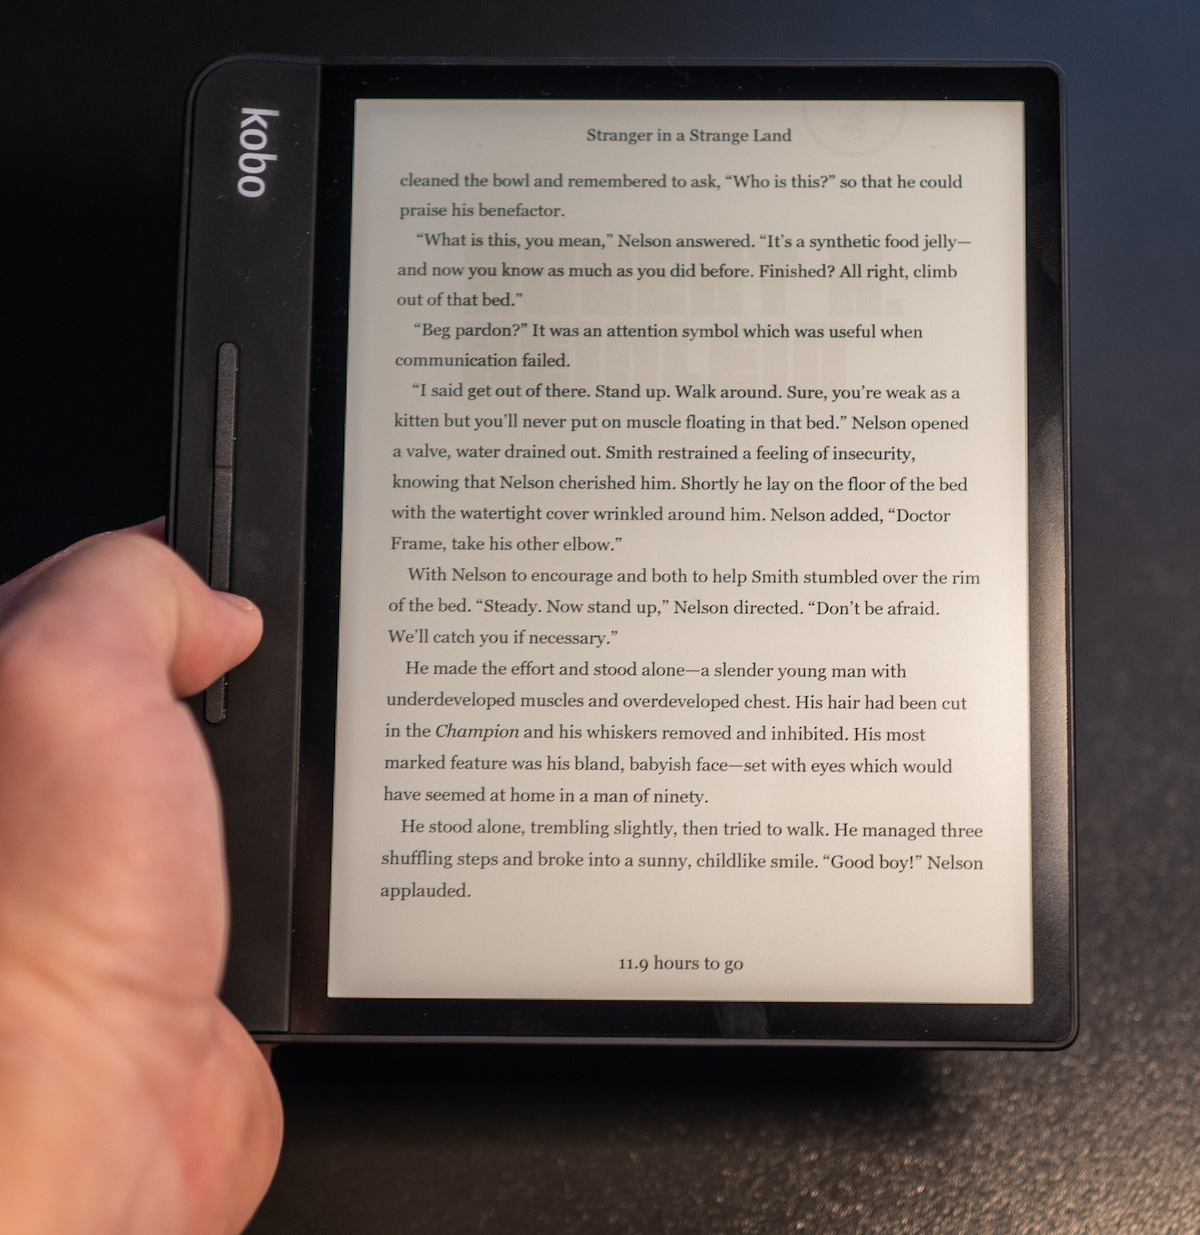 kobo
Stranger in a Strange Land
cleaned the bowl and remembered to ask, “Who is this?” so that he could
praise his benefactor.
“What is this, you mean,” Nelson answered. “It’s a synthetic food jelly—
and now you know as much as you did before. Finished? All right, climb
out of that bed.”
“Beg pardon?” It was an attention symbol which was useful when
communication failed.
“I said get out of there. Stand up. Walk around. Sure, you’re weak as a
kitten but you’ll never put on muscle floating in that bed.” Nelson opened
a valve, water drained out. Smith restrained a feeling of insecurity,
knowing that Nelson cherished him. Shortly he lay on the floor of the bed
with the watertight cover wrinkled around him. Nelson added, “Doctor
Frame, take his other elbow.”
With Nelson to encourage and both to help Smith stumbled over the rim
of the bed. “Steady. Now stand up,” Nelson directed. “Don’t be afraid.
We’ll catch you if necessary.”
He made the effort and stood alone—a slender young man with
underdeveloped muscles and overdeveloped chest. His hair had been cut
in the Champion and his whiskers removed and inhibited. His most
marked feature was his bland, babyish face—set with eyes which would
have seemed at home in a man of ninety.
He stood alone, trembling slightly, then tried to walk. He managed three
shuffling steps and broke into a sunny, childlike smile. “Good boy!” Nelson
applauded.
11.9 hours to go